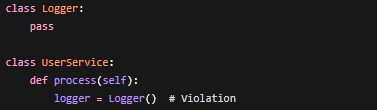 class Logger:
    pass

class UserService:
    def process(self):
        logger = Logger()  # Violation